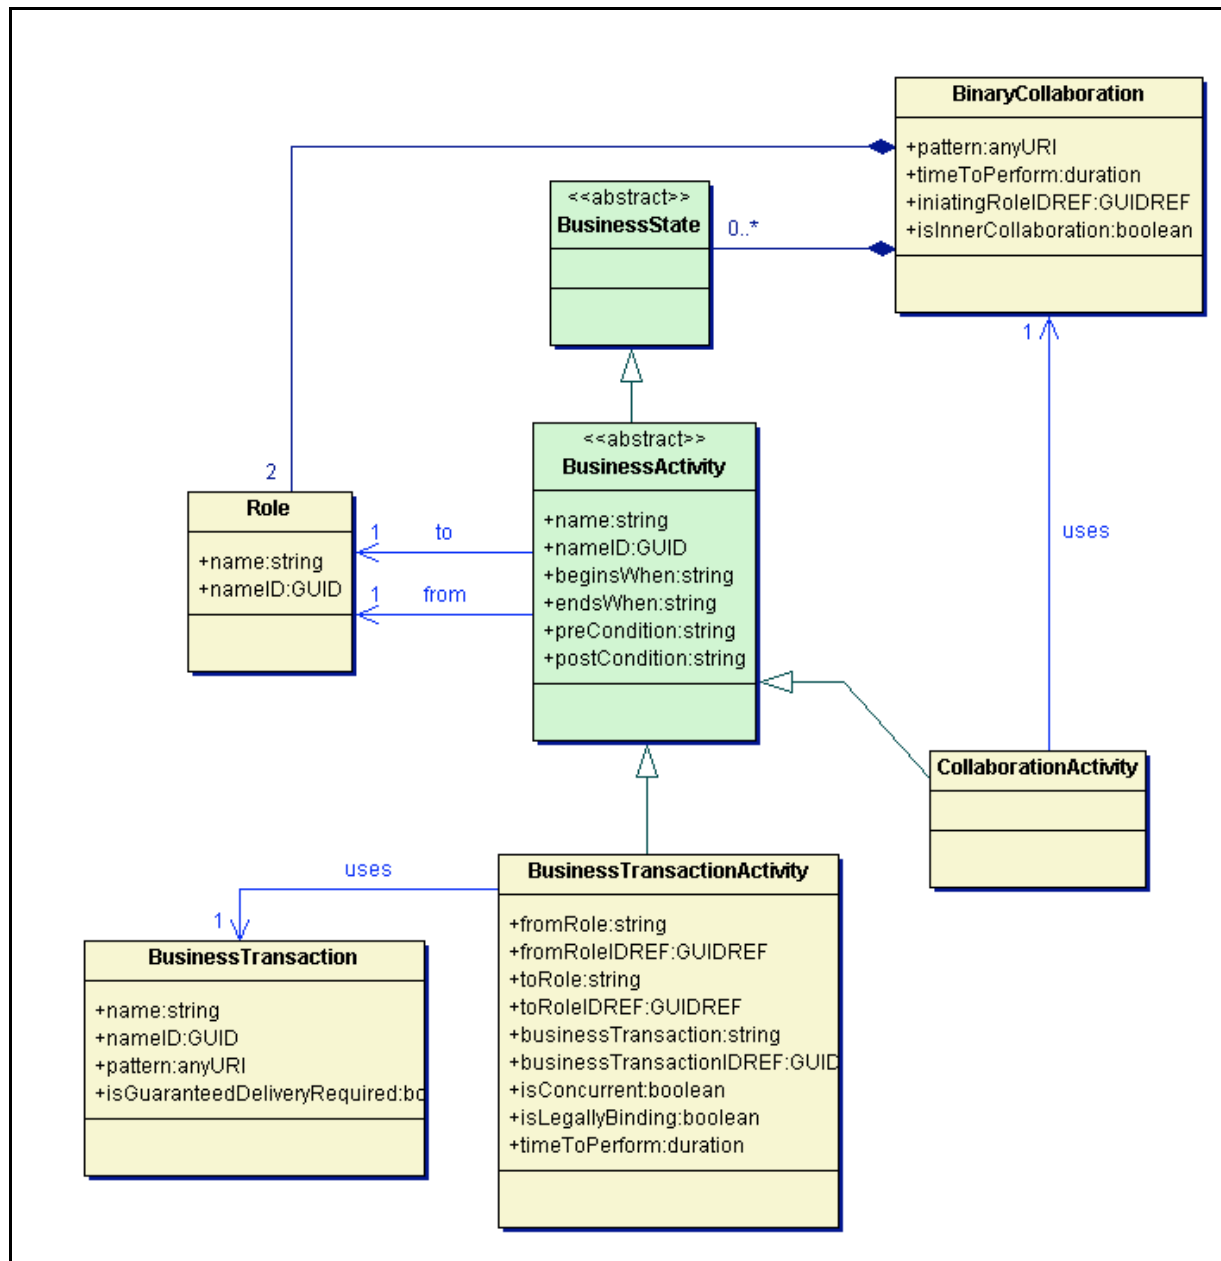 BinaryCollaboration
+pattern:anyURI
+timeToPerform:duration
+iniatingRoleIDREF:GUIDREF
+isInnerCollaboration:boolean
<<abstract>>
BusinessState
0..*
1
<<abstract>>
BusinessActivity
+name:string
+nameID:GUID
+beginsWhen:string
+endsWhen:string
+preCondition:string
+postCondition:string
2
Role
+name:string
+nameID:GUID
1
to
1
from
uses
CollaborationActivity
uses
1
BusinessTransactionActivity
+fromRole:string
+fromRoleIDREF:GUIDREF
+toRole:string
+toRoleIDREF:GUIDREF
+businessTransaction:string
+businessTransactionIDREF:GUID
+isConcurrent:boolean
+isLegallyBinding:boolean
+timeToPerform:duration
BusinessTransaction
+name:string
+nameID:GUID
+pattern:anyURI
+isGuaranteedDeliveryRequired:bo